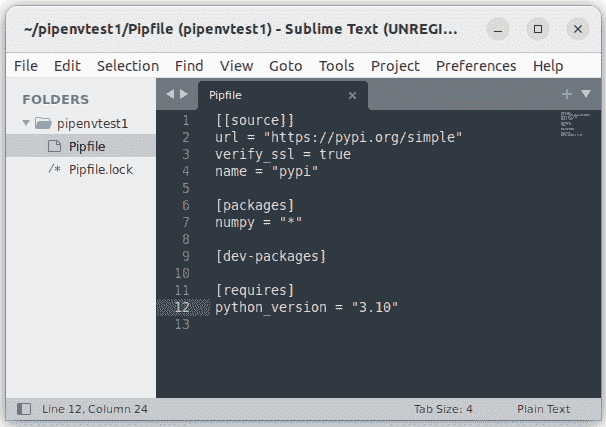 ~/pipenvtest1/Pipfile (pipenvtest1) - Sublime Text (UNREGI...
File Edit Selection Find View Goto Tools Project Preferences Help
FOLDERS
pipenvtest1
Pipfile
/* Pipfile.lock
Pipfile
1 [[source]]
2 url = "https://pypi.org/simple"
3 verify_ssl = true
4 name = "pypi"
5
6 [packages]
7 numpy = "*"
8
9 [dev-packages]
10
11 [requires]
12 python_version = "3.10"
13
Line 12, Column 24 Tab Size: 4 Plain Text